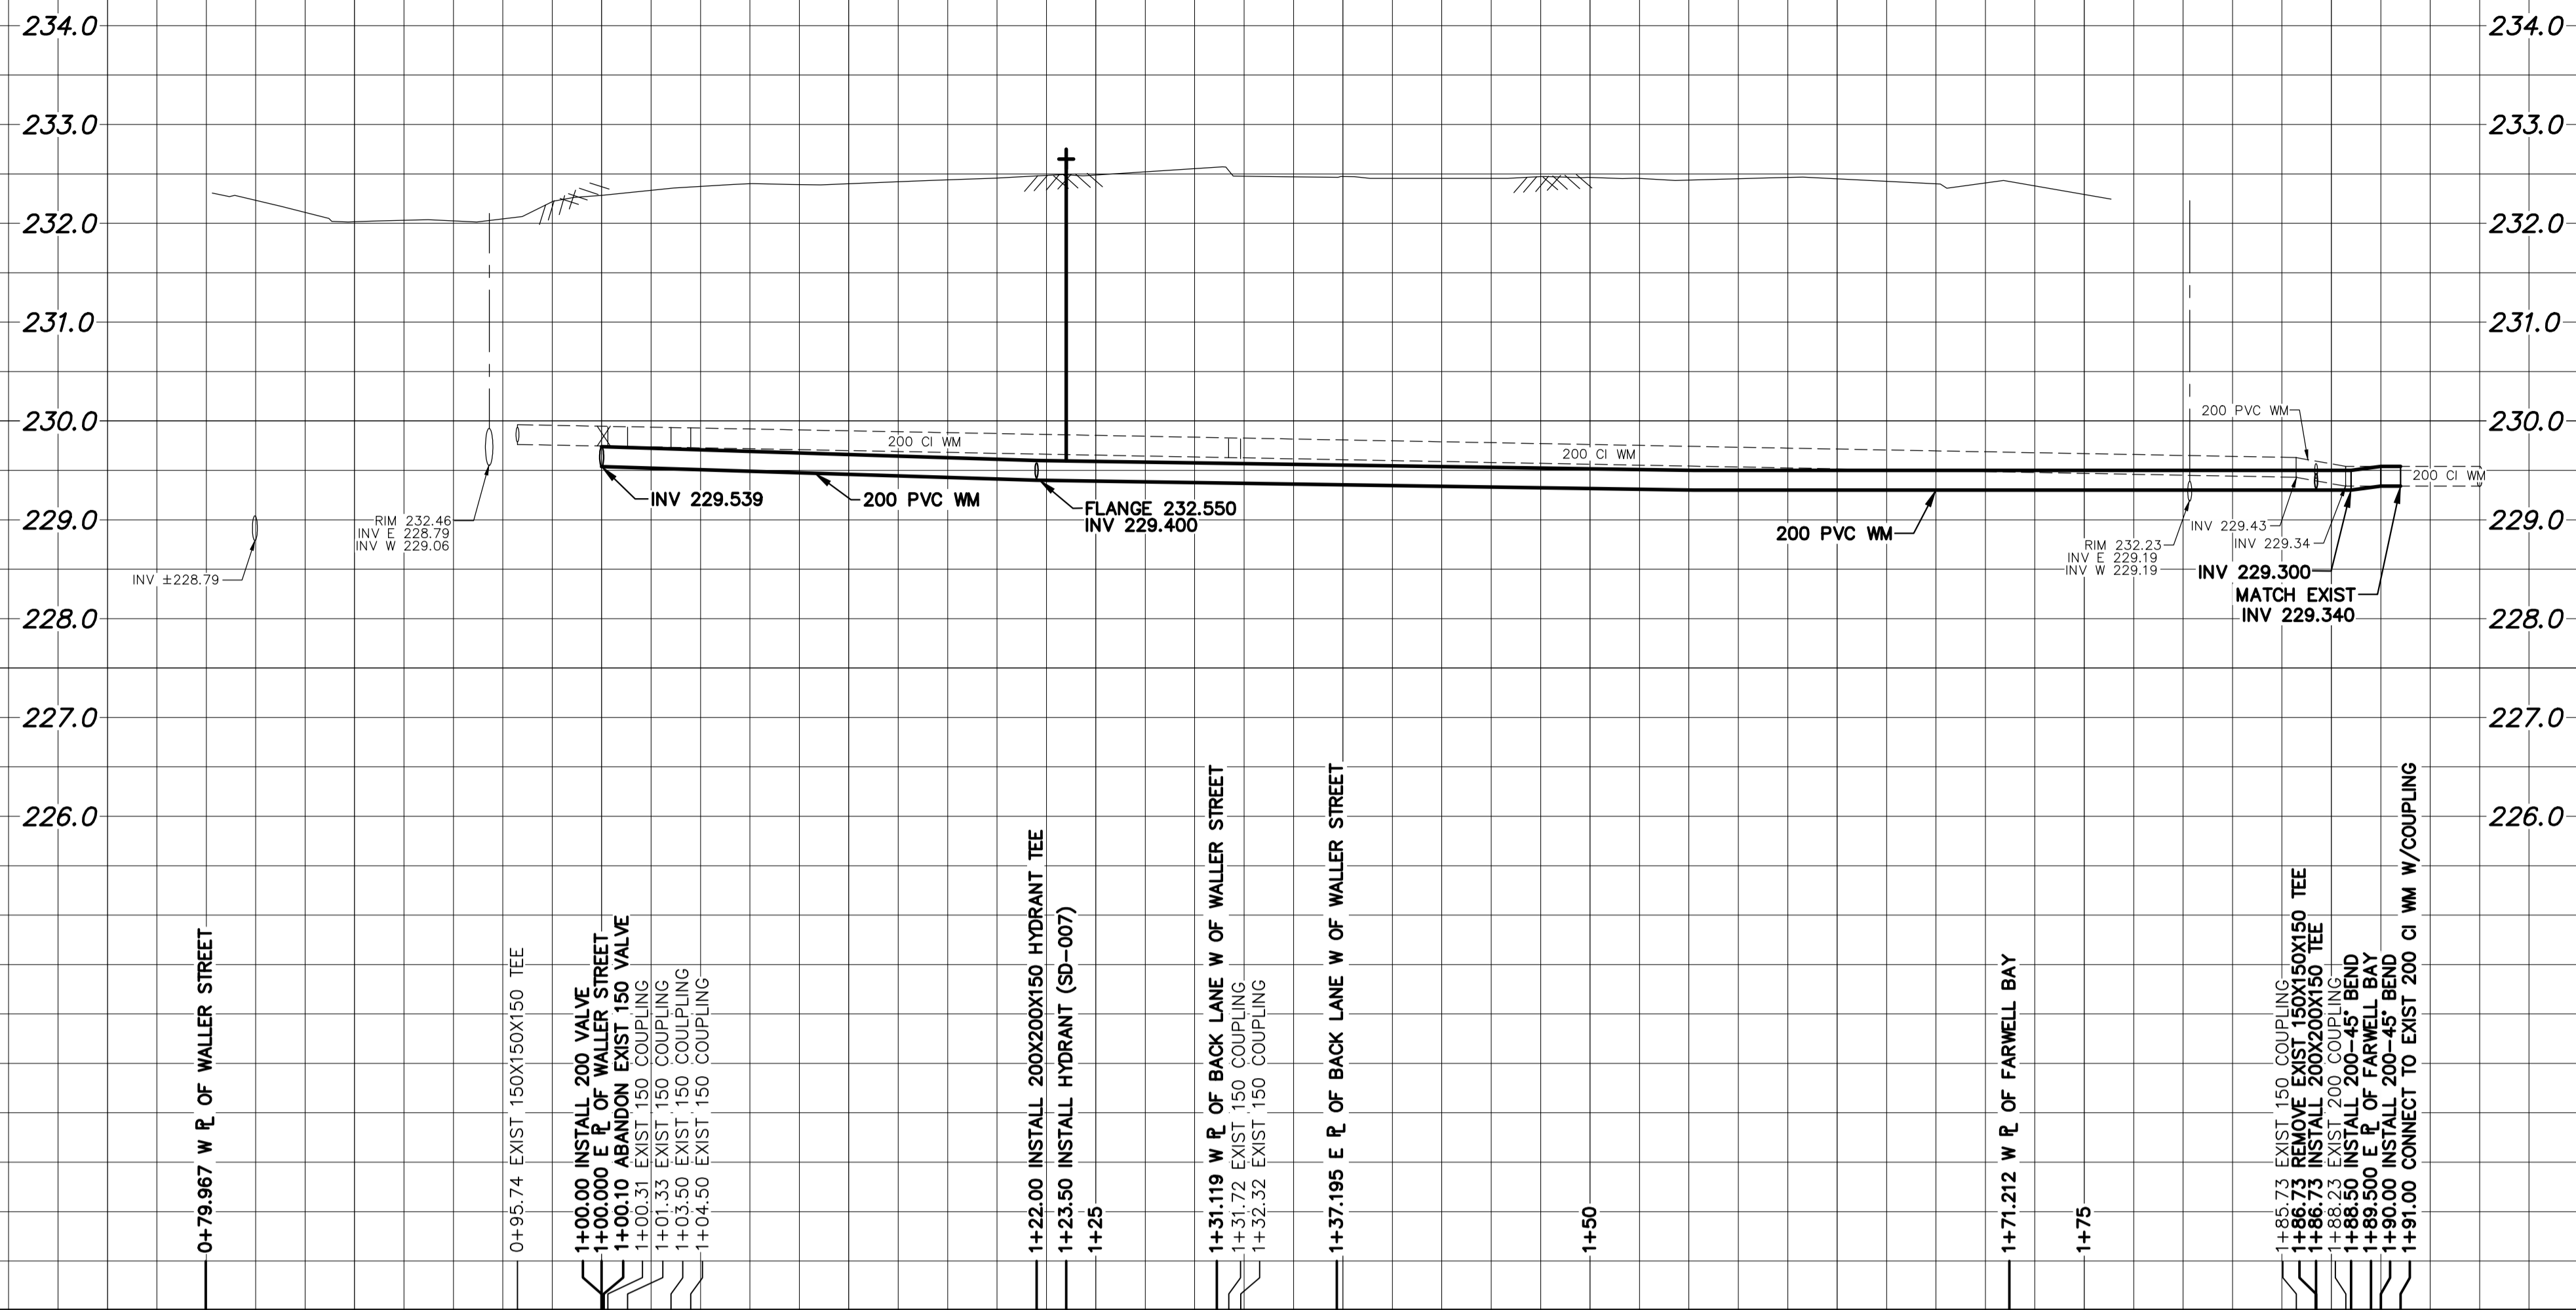 234.0
234.0
233.0
233.0
232.0
232.0
231.0
231.0
230.0
230.0
229.0
229.0
228.0
228.0
227.0
227.0
226.0
226.0
200 CI WM
200 CI WM
200 PVC WM
200 CI WM
INV 229.539
200 PVC WM
FLANGE 232.550
INV 229.400
RIM 232.46
INV E 228.79
INV W 229.06
INV ±228.79
200 PVC WM
RIM 232.23
INV E 229.19
INV W 229.19
INV 229.43
INV 229.34
INV 229.300
MATCH EXIST
INV 229.340
0+79.967 W PL OF WALLER STREET
0+95.74 EXIST 150X150X150 TEE
1+00.00 INSTALL 200 VALVE
1+00.000 E PL OF WALLER STREET
1+00.10 ABANDON EXIST 150 VALVE
1+00.31 EXIST 150 COUPLING
1+01.33 EXIST 150 COUPLING
1+03.50 EXIST 150 COULPLING
1+04.50 EXIST 150 COUPLING
1+22.00 INSTALL 200X200X150 HYDRANT TEE
1+23.50 INSTALL HYDRANT (SD-007)
1+25
1+31.119 W PL OF BACK LANE W OF WALLER STREET
1+31.72 EXIST 150 COUPLING
1+32.32 EXIST 150 COUPLING
1+37.195 E PL OF BACK LANE W OF WALLER STREET
1+50
1+71.212 W PL OF FARWELL BAY
1+75
1+85.73 EXIST 150 COUPLING
1+86.73 REMOVE EXIST 150X150X150 TEE
1+86.73 INSTALL 200X200X150 TEE
1+88.23 EXIST 200 COUPLING
1+88.50 INSTALL 200-45° BEND
1+89.500 E PL OF FARWELL BAY
1+90.00 INSTALL 200-45° BEND
1+91.00 CONNECT TO EXIST 200 CI WM W/COUPLING